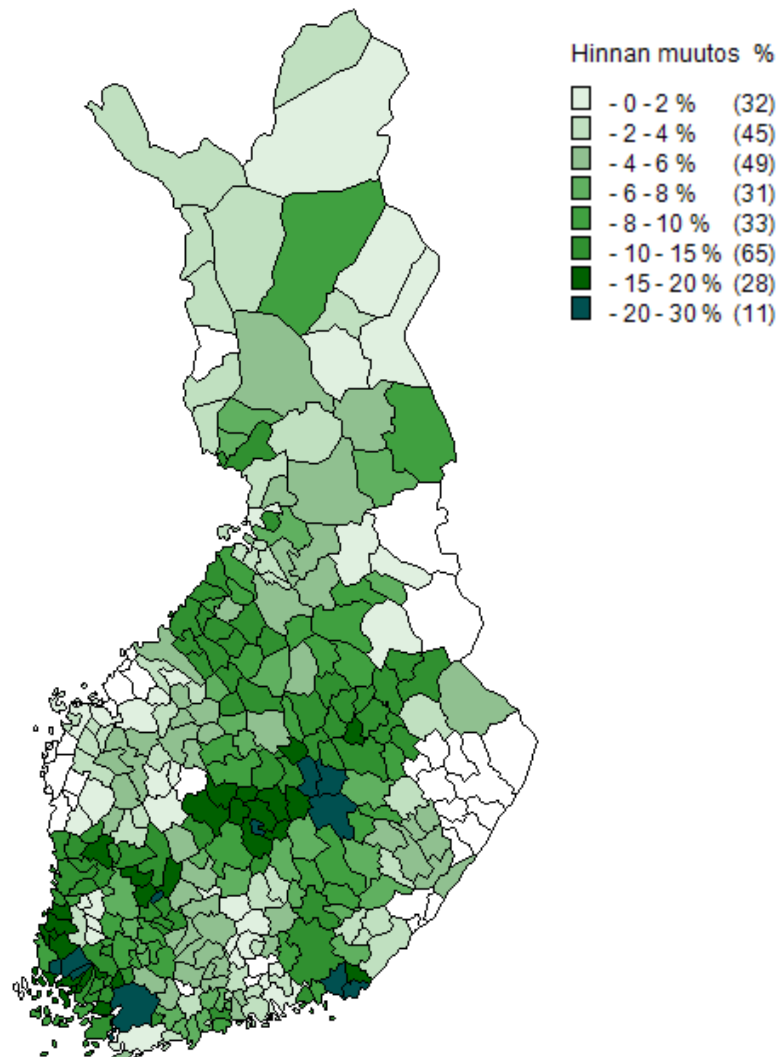 Hinnan muutos %
- 0 - 2 % (32)
- 2 - 4 % (45)
- 4 - 6 % (49)
- 6 - 8 % (31)
- 8 - 10 % (33)
- 10 - 15 % (65)
- 15 - 20 % (28)
- 20 - 30 % (11)